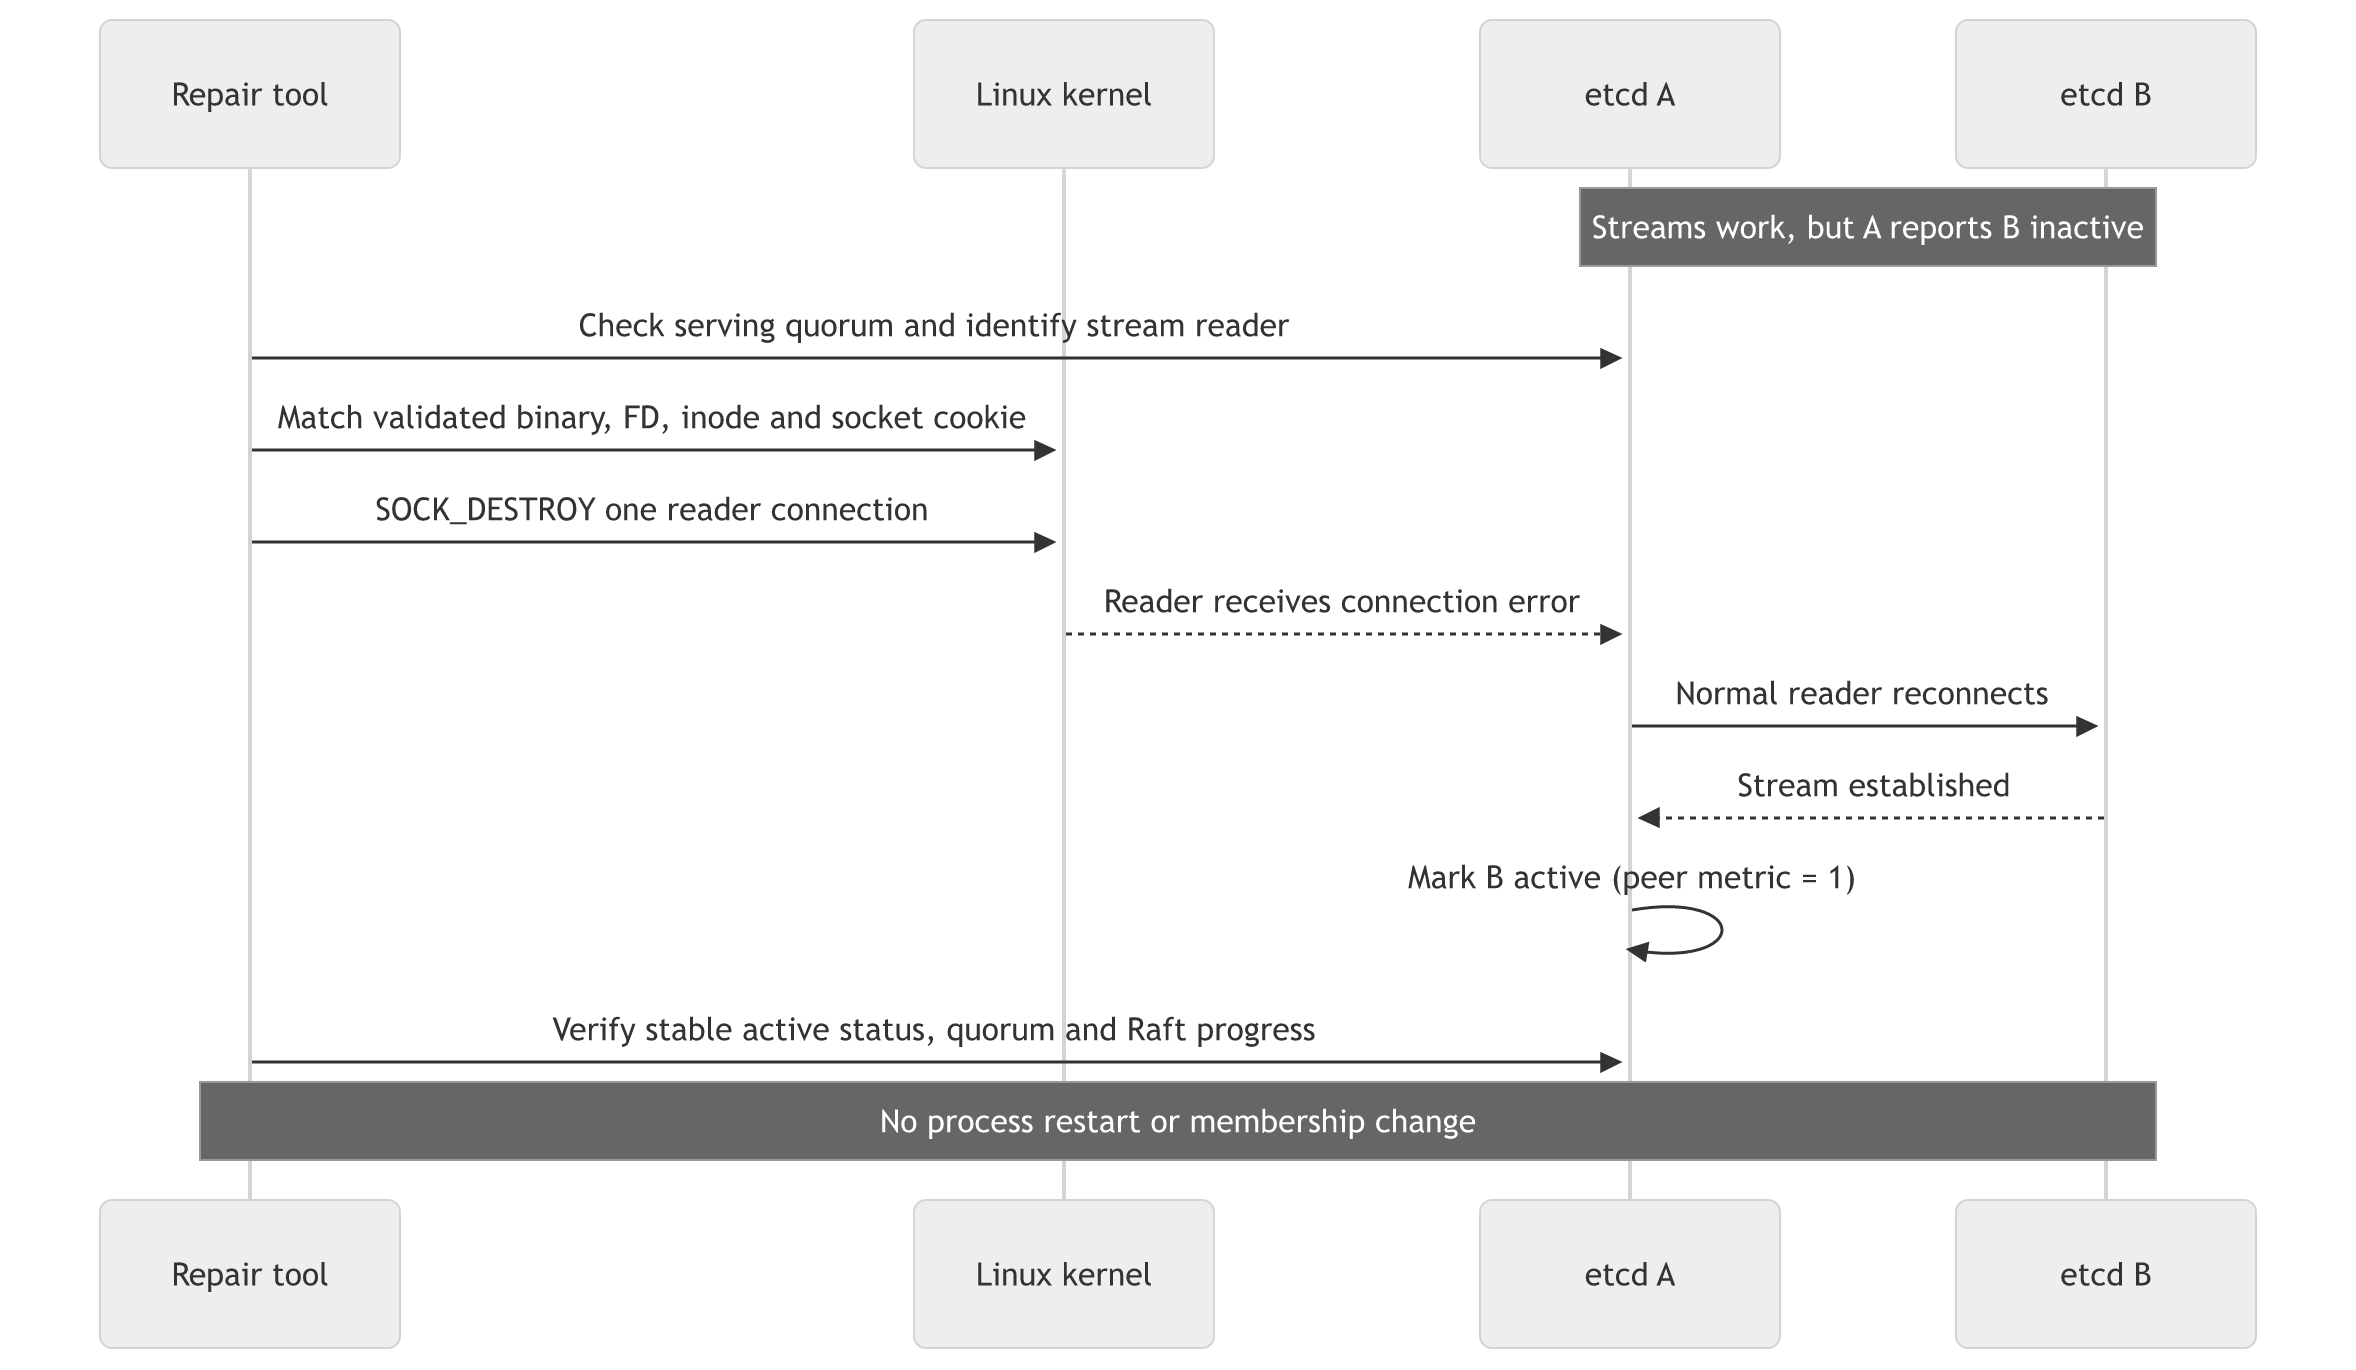 Repair tool
Linux kernel
etcd A
etcd B
Streams work, but A reports B inactive
Check serving quorum and identify stream reader
Match validated binary, FD, inode and socket cookie
SOCK_DESTROY one reader connection
Reader receives connection error
Normal reader reconnects
Stream established
Mark B active (peer metric = 1)
Verify stable active status, quorum and Raft progress
No process restart or membership change
Repair tool
Linux kernel
etcd A
etcd B